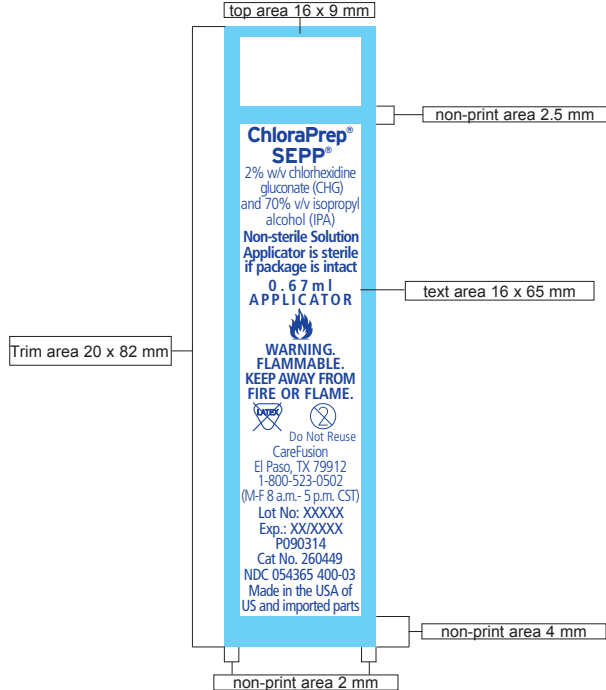 top area 16 x 9 mm
non-print area 2.5 mm
ChloraPrep®
SEPP®
2% w/v chlorhexidine
gluconate (CHG)
and 70% v/v isopropyl
alcohol (IPA)
Non-sterile Solution
Applicator is sterile
if package is intact
0.67ml
APPLICATOR
text area 16 x 65 mm
Trim area 20 x 82 mm
WARNING.
FLAMMABLE.
KEEP AWAY FROM
FIRE OR FLAME.
LATEX 2
Do Not Reuse
CareFusion
El Paso, TX 79912
1-800-523-0502
(M-F 8 a.m.- 5 p.m. CST)
Lot No: XXXXX
Exp.: XX/XXXX
P090314
Cat No. 260449
NDC 054365 400-03
Made in the USA of
US and imported parts
non-print area 4 mm
non-print area 2 mm